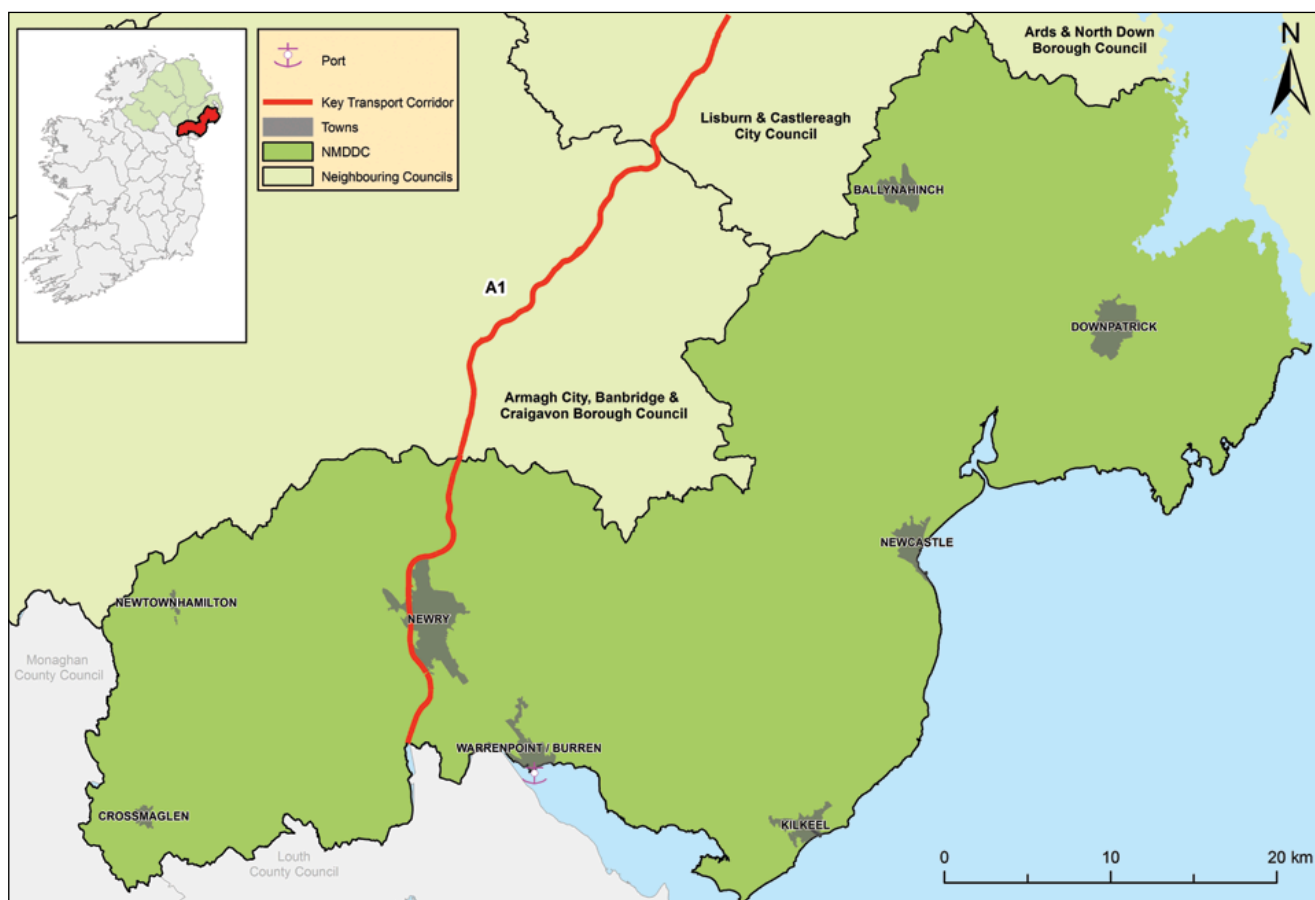 Port
Key Transport Corridor
Towns
NMDDC
Neighbouring Councils
Ards & North Down
Borough Council
N
Lisburn & Castlereagh
City Council
BALLYNAHINCH
A1
DOWNPATRICK
Armagh City, Banbridge &
Craigavon Borough Council
NEWCASTLE
NEWTOWNHAMILTON
NEWRY
Monaghan
County Council
WARRENPOINT / BURREN
CROSSMAGLEN
KILKEEL
Louth
County Council
0 10 20 km